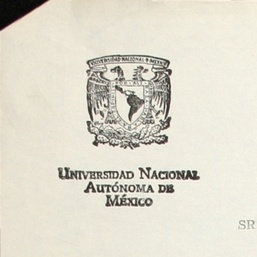 UNIVERSIDAD NACIONAL
AUTÓNOMA DE
MÉXICO
SR